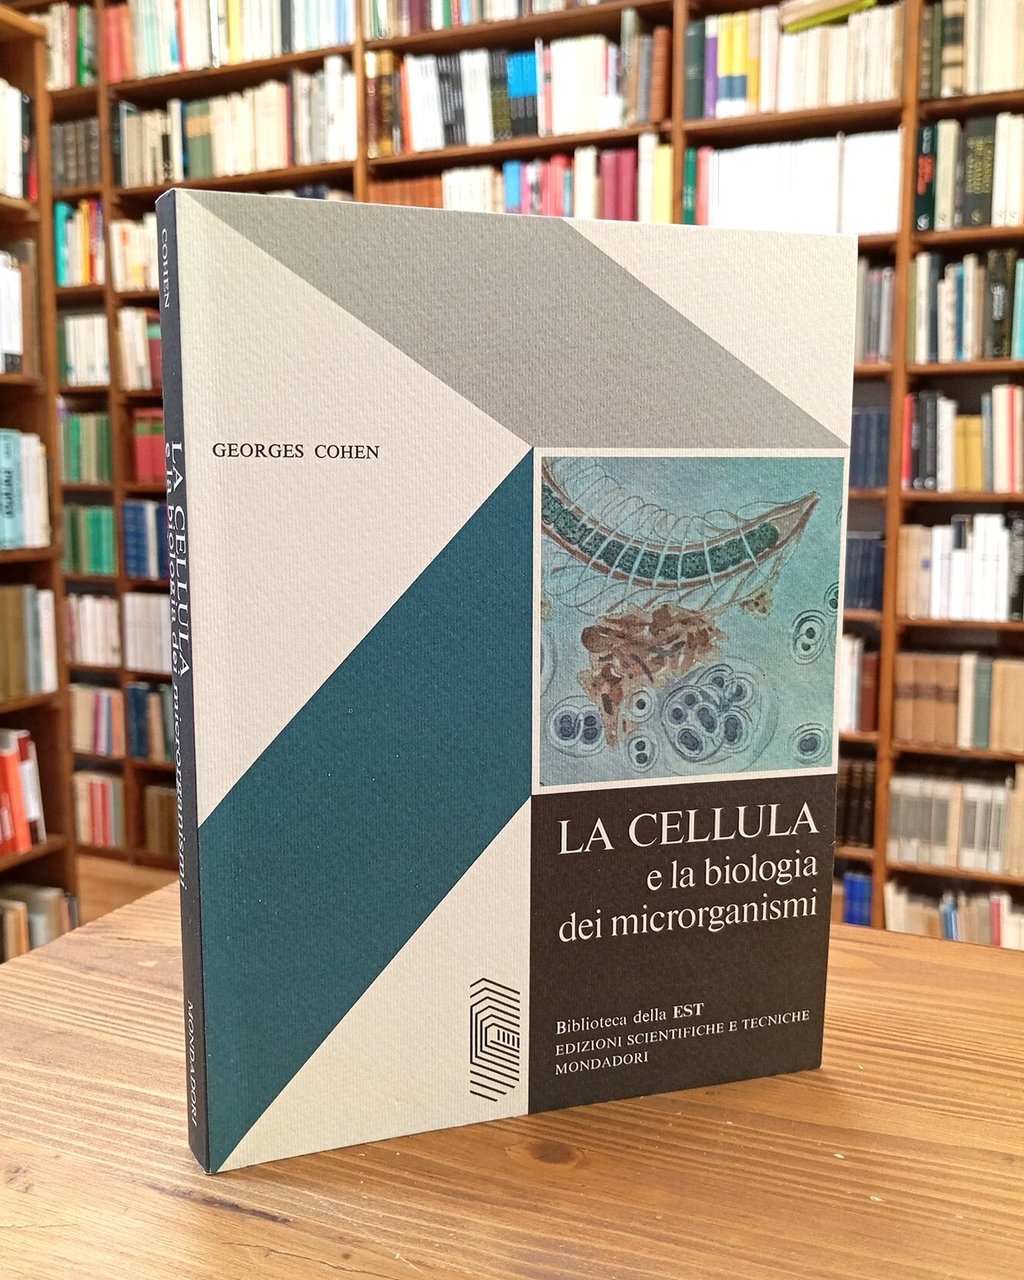 COHEN
LA CELLULA
e la biologia dei microrganismi
MONDADORI
GEORGES COHEN
LA CELLULA
e la biologia
dei microrganismi
Biblioteca della EST
EDIZIONI SCIENTIFICHE E TECNICHE
MONDADORI